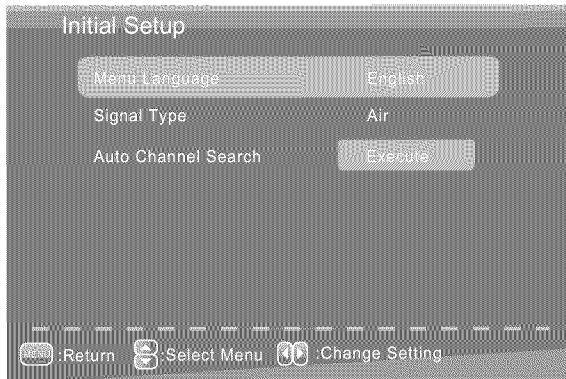 Initial Setup
Menu Language English
Signal Type Air
Auto Channel Search Execute
MENU :Return :Select Menu :Change Setting